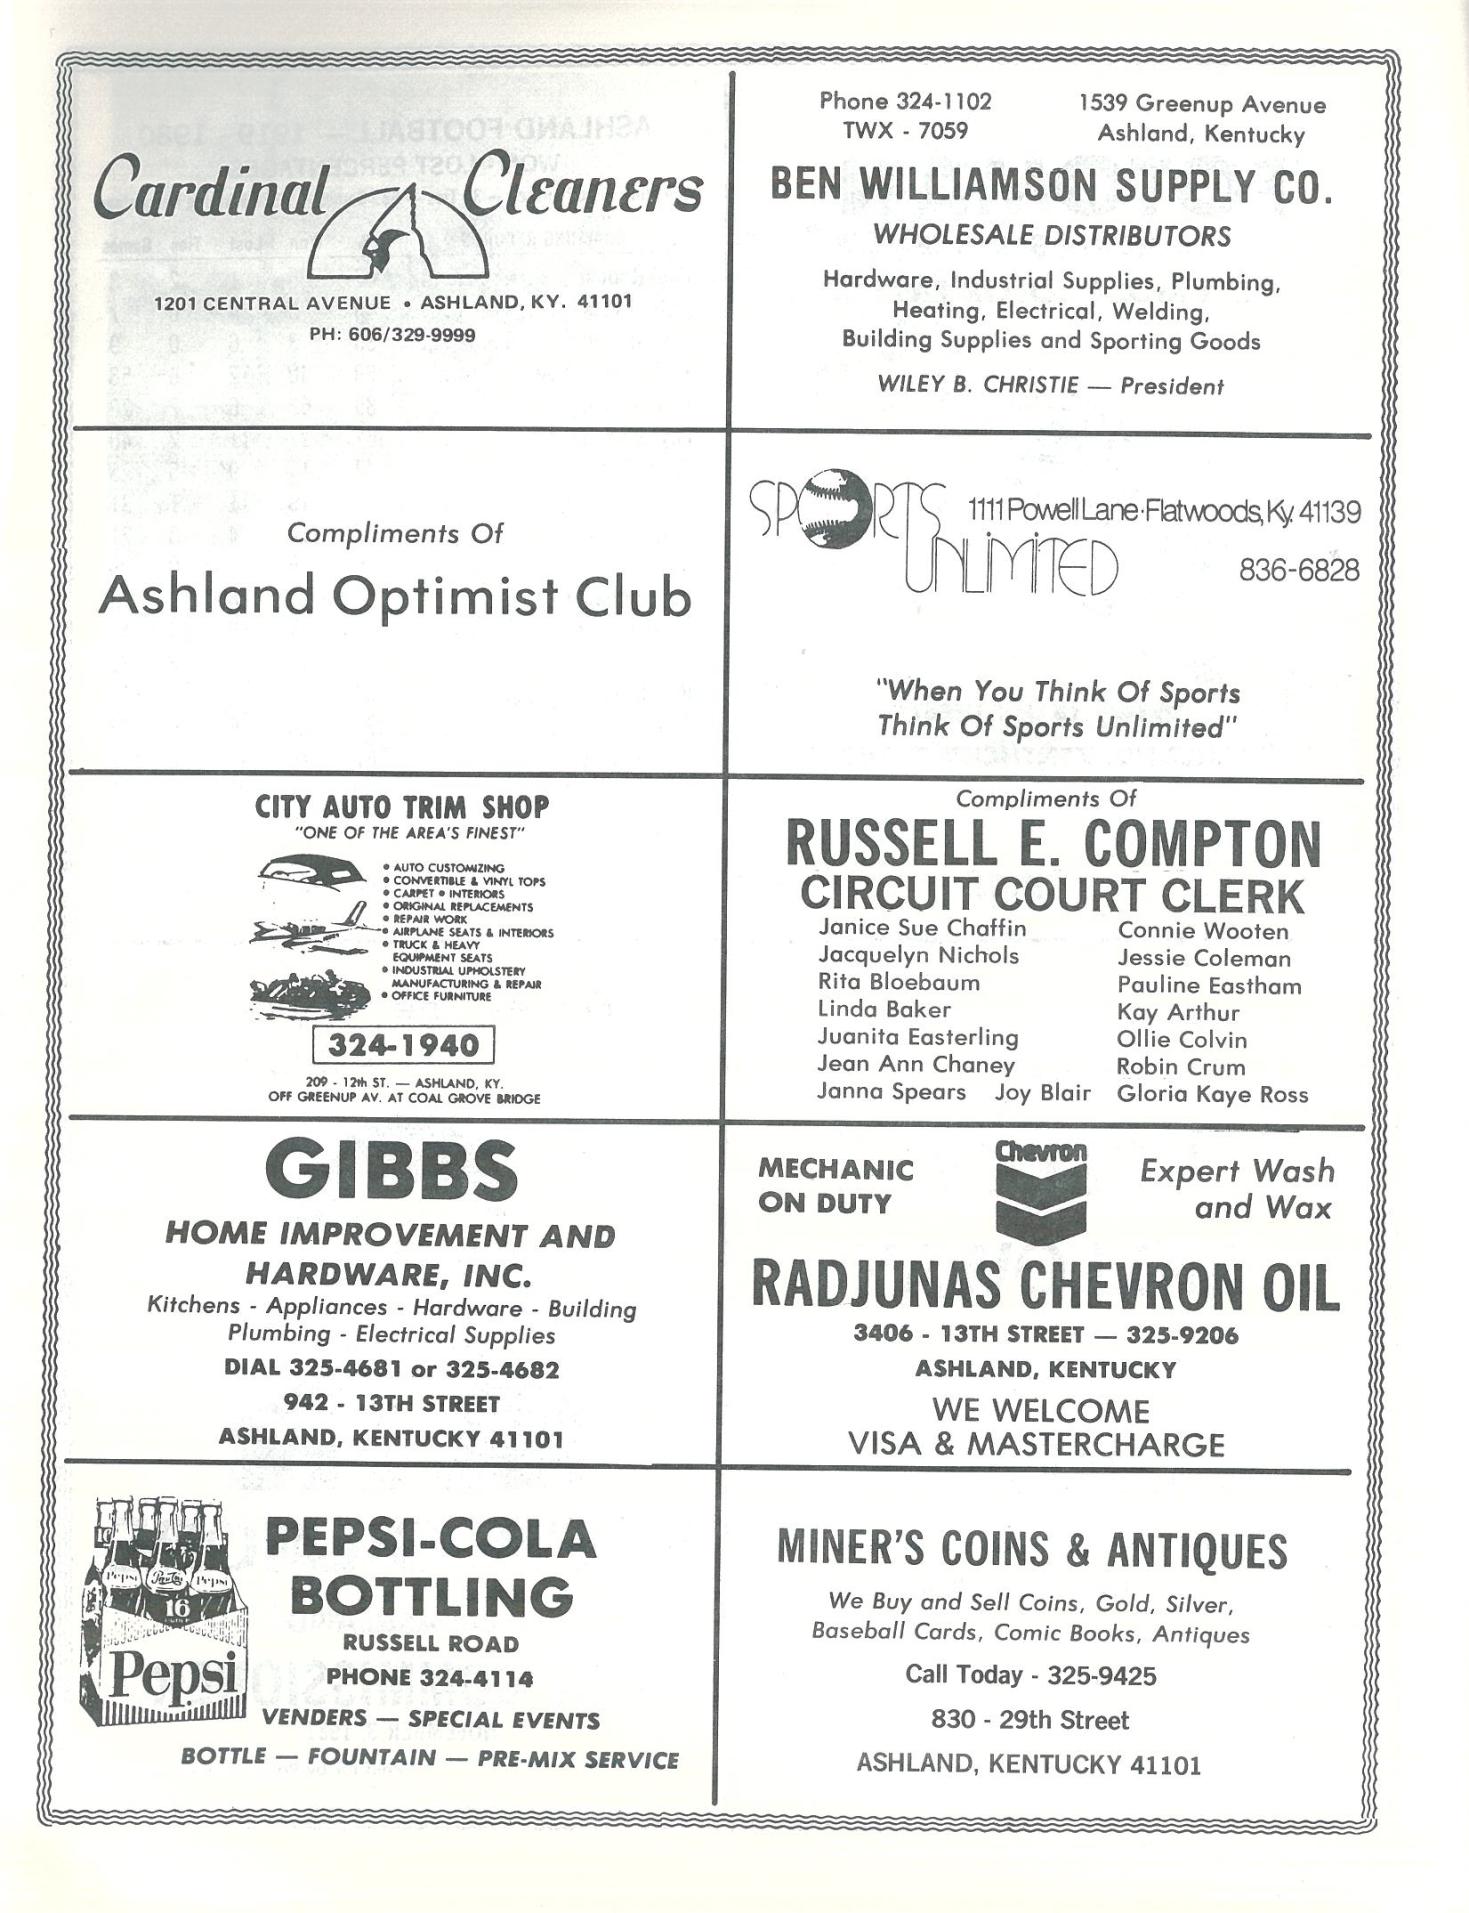 Cardinal Cleaners
1201 CENTRAL AVENUE • ASHLAND, KY. 41101
PH: 606/329-9999
Phone 324-1102
TWX - 7059
1539 Greenup Avenue
Ashland, Kentucky
BEN WILLIAMSON SUPPLY CO.
WHOLESALE DISTRIBUTORS
Hardware, Industrial Supplies, Plumbing,
Heating, Electrical, Welding,
Building Supplies and Sporting Goods
WILEY B. CHRISTIE — President
Compliments Of
Ashland Optimist Club
SPORTS
UNLIMITED
1111 Powell Lane·Flatwoods, Ky. 41139
836-6828
"When You Think Of Sports
Think Of Sports Unlimited"
CITY AUTO TRIM SHOP
"ONE OF THE AREA'S FINEST"
• AUTO CUSTOMIZING
• CONVERTIBLE & VINYL TOPS
• CARPET • INTERIORS
• ORIGINAL REPLACEMENTS
• REPAIR WORK
• AIRPLANE SEATS & INTERIORS
• TRUCK & HEAVY
EQUIPMENT SEATS
• INDUSTRIAL UPHOLSTERY
MANUFACTURING & REPAIR
• OFFICE FURNITURE
324-1940
209 - 12th ST. — ASHLAND, KY.
OFF GREENUP AV. AT COAL GROVE BRIDGE
Compliments Of
RUSSELL E. COMPTON
CIRCUIT COURT CLERK
Janice Sue Chaffin Connie Wooten
Jacquelyn Nichols Jessie Coleman
Rita Bloebaum Pauline Eastham
Linda Baker Kay Arthur
Juanita Easterling Ollie Colvin
Jean Ann Chaney Robin Crum
Janna Spears Joy Blair Gloria Kaye Ross
GIBBS
HOME IMPROVEMENT AND
HARDWARE, INC.
Kitchens - Appliances - Hardware - Building
Plumbing - Electrical Supplies
DIAL 325-4681 or 325-4682
942 - 13TH STREET
ASHLAND, KENTUCKY 41101
MECHANIC
ON DUTY
Chevron
Expert Wash
and Wax
RADJUNAS CHEVRON OIL
3406 - 13TH STREET — 325-9206
ASHLAND, KENTUCKY
WE WELCOME
VISA & MASTERCHARGE
Pepsi Pepsi
16
Pepsi
PEPSI-COLA
BOTTLING
RUSSELL ROAD
PHONE 324-4114
VENDERS — SPECIAL EVENTS
BOTTLE — FOUNTAIN — PRE-MIX SERVICE
MINER'S COINS & ANTIQUES
We Buy and Sell Coins, Gold, Silver,
Baseball Cards, Comic Books, Antiques
Call Today - 325-9425
830 - 29th Street
ASHLAND, KENTUCKY 41101